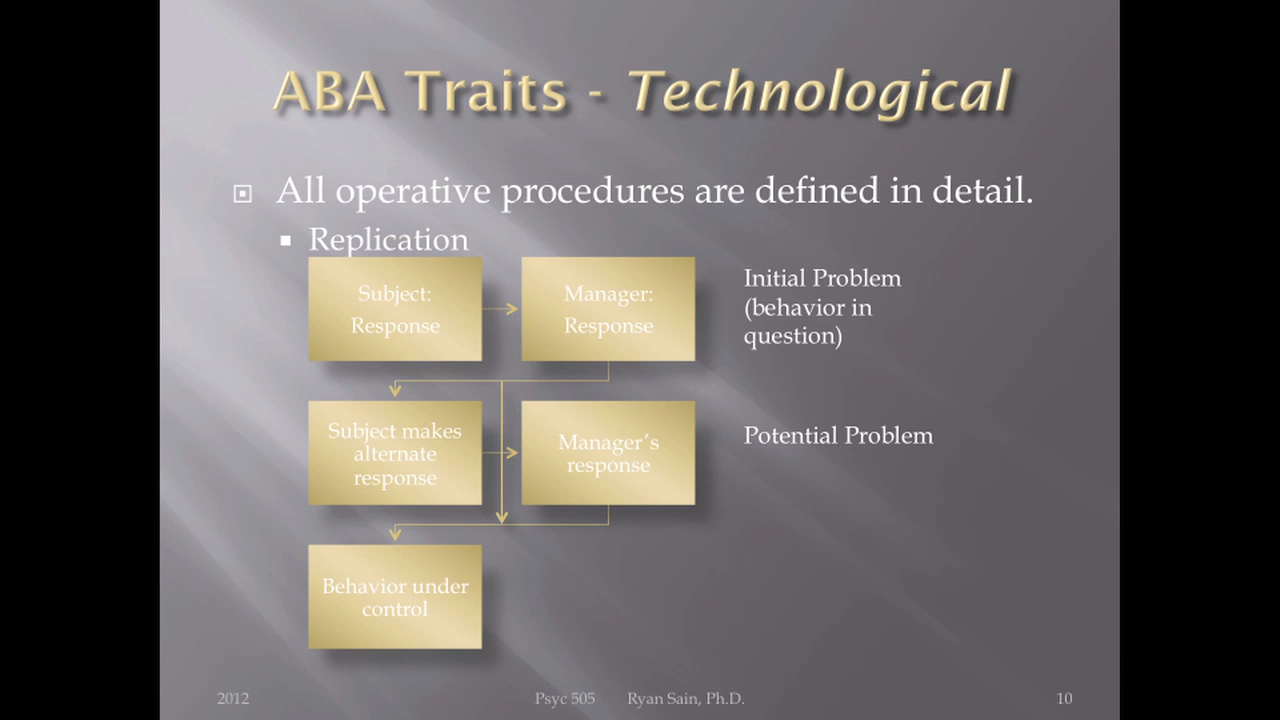 ABA Traits - Technological
All operative procedures are defined in detail.
Replication
Subject:
Response
Manager:
Response
Initial Problem
(behavior in
question)
Subject makes
alternate
response
Manager’s
response
Potential Problem
Behavior under
control
2012
Psyc 505 Ryan Sain, Ph.D.
10